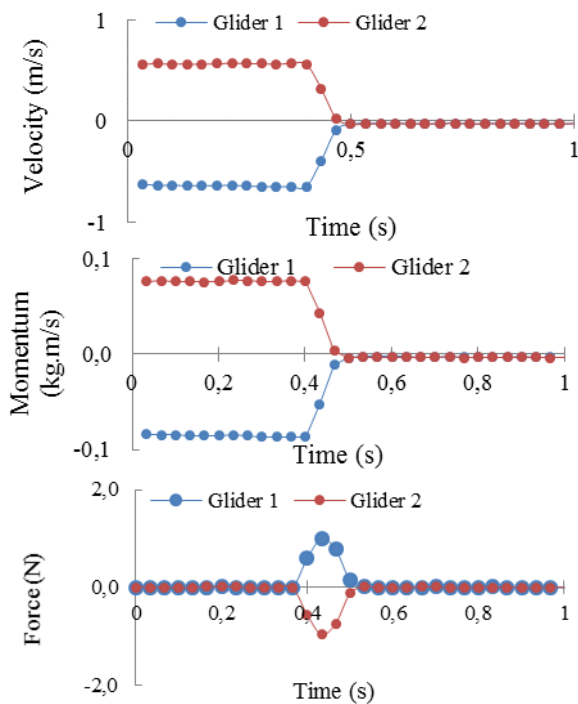 1
Glider 1 Glider 2
Velocity (m/s)
0
0 0,5 1
-1
Time (s)
0,1
Glider 1 Glider 2
Momentum
(kg.m/s)
0,0
0 0,2 0,4 0,6 0,8 1
-0,1
Time (s)
2,0
Glider 1 Glider 2
Force (N)
0,0
0 0,2 0,4 0,6 0,8 1
-2,0
Time (s)